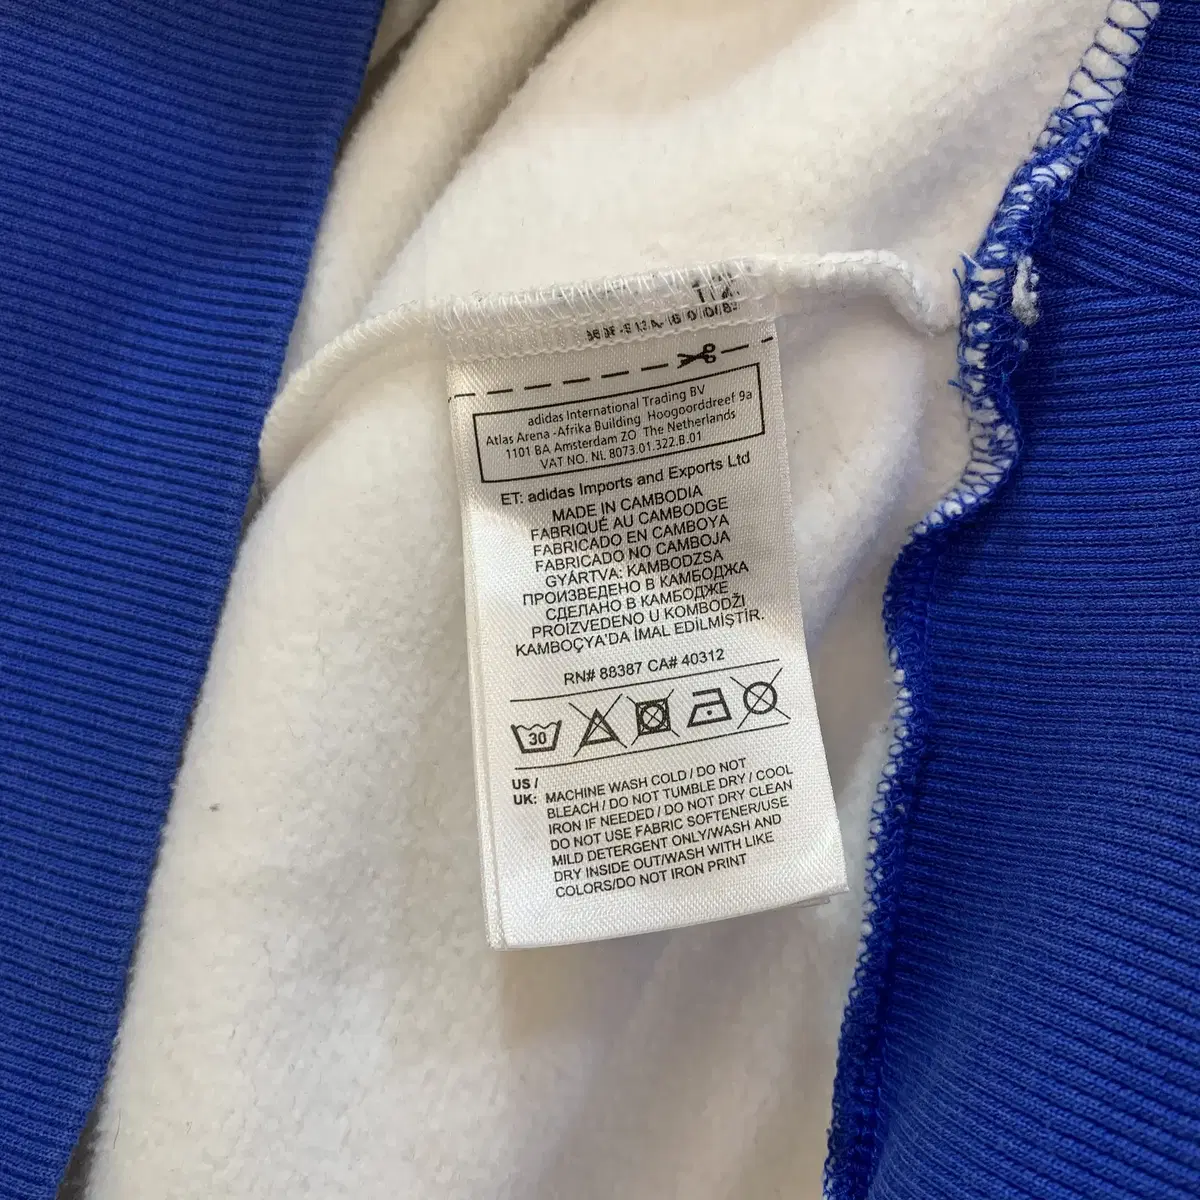 adidas International Trading BV
Atlas Arena -Afrika Building Hoogoorddreef 9a
1101 BA Amsterdam ZO The Netherlands
VAT NO. NL 8073.01.322.B.01
ET: adidas Imports and Exports Ltd
MADE IN CAMBODIA
FABRIQUÉ AU CAMBODGE
FABRICADO EN CAMBOYA
FABRICADO NO CAMBOJA
GYÁRTVA: KAMBODZSA
ПРОИЗВЕДЕНО В КАМБОДЖА
СДЕЛАНО В КАМБОДЖЕ
PROIZVEDENO U KOMBODŽI
KAMBOÇYA'DA İMAL EDİLMİŞTİR.
RN# 88387 CA# 40312
30
US /
UK: MACHINE WASH COLD / DO NOT
BLEACH / DO NOT TUMBLE DRY / COOL
IRON IF NEEDED / DO NOT DRY CLEAN
DO NOT USE FABRIC SOFTENER/USE
MILD DETERGENT ONLY/WASH AND
DRY INSIDE OUT/WASH WITH LIKE
COLORS/DO NOT IRON PRINT